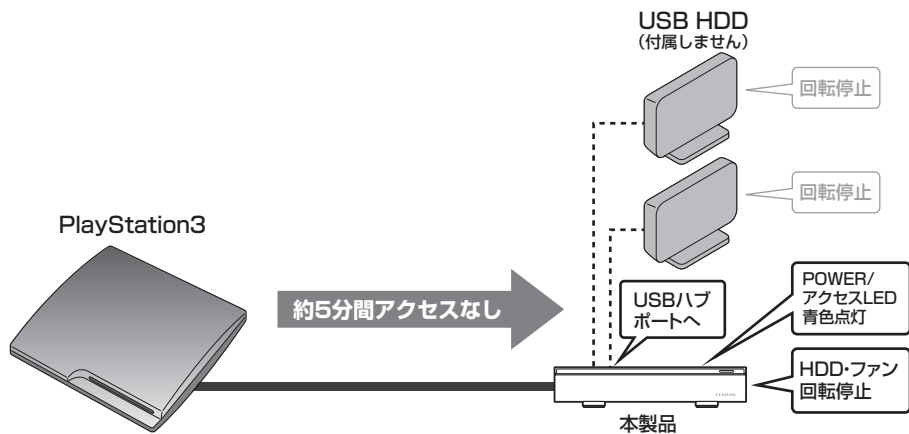 USB HDD
(付属しません)
回転停止
回転停止
PlayStation3
約5分間アクセスなし
USBハブ
ポートへ
POWER/
アクセスLED
青色点灯
HDD・ファン
回転停止
CENTURY
本製品